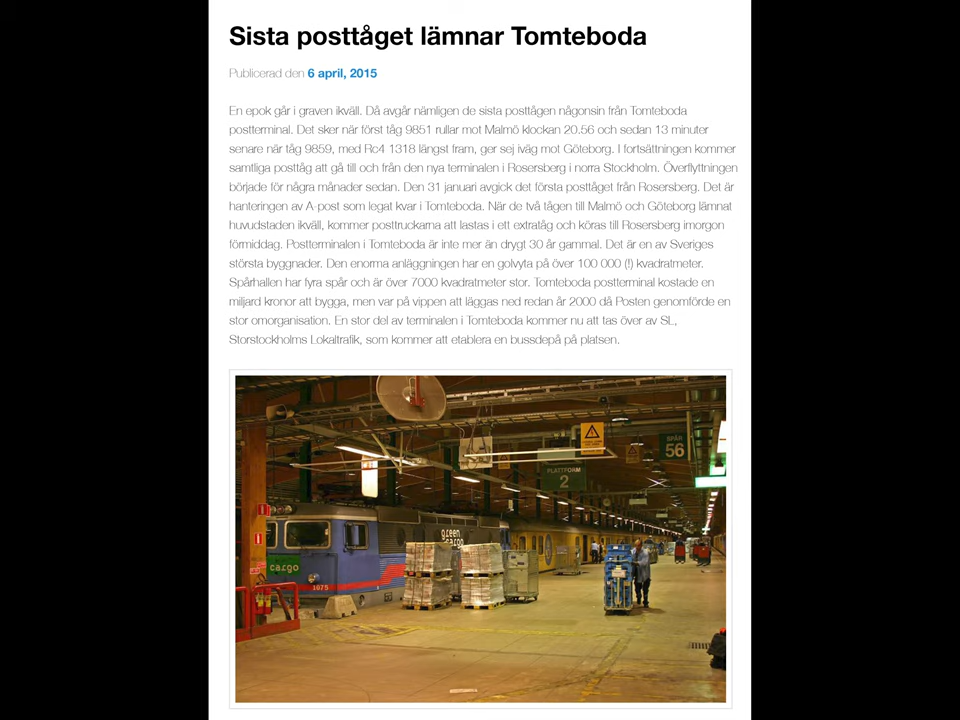 Sista posttåget lämnar Tomteboda
Publicerad den 6 april, 2015
En epok går i graven ikväll. Då avgår nämligen de sista posttågen någonsin från Tomteboda
postterminal. Det sker när först tåg 9851 rullar mot Malmö klockan 20.56 och sedan 13 minuter
senare när tåg 9859, med Rc4 1318 längst fram, ger sej iväg mot Göteborg. I fortsättningen kommer
samtliga posttåg att gå till och från den nya terminalen i Rosersberg i norra Stockholm. Överflyttningen
började för några månader sedan. Den 31 januari avgick det första posttåget från Rosersberg. Det är
hanteringen av A-post som legat kvar i Tomteboda. När de två tågen till Malmö och Göteborg lämnat
huvudstaden ikväll, kommer posttruckarna att lastas i ett extratåg och köras till Rosersberg imorgon
förmiddag. Postterminalen i Tomteboda är inte mer än drygt 30 år gammal. Det är en av Sveriges
största byggnader. Den enorma anläggningen har en golvyta på över 100 000 (!) kvadratmeter.
Spårhallen har fyra spår och är över 7000 kvadratmeter stor. Tomteboda postterminal kostade en
miljard kronor att bygga, men var på vippen att läggas ned redan år 2000 då Posten genomförde en
stor omorganisation. En stor del av terminalen i Tomteboda kommer nu att tas över av SL,
Storstockholms Lokaltrafik, som kommer att etablera en bussdepå på platsen.
SPÅR
56
PLATTFORM
2
green
cargo
cargo
1075